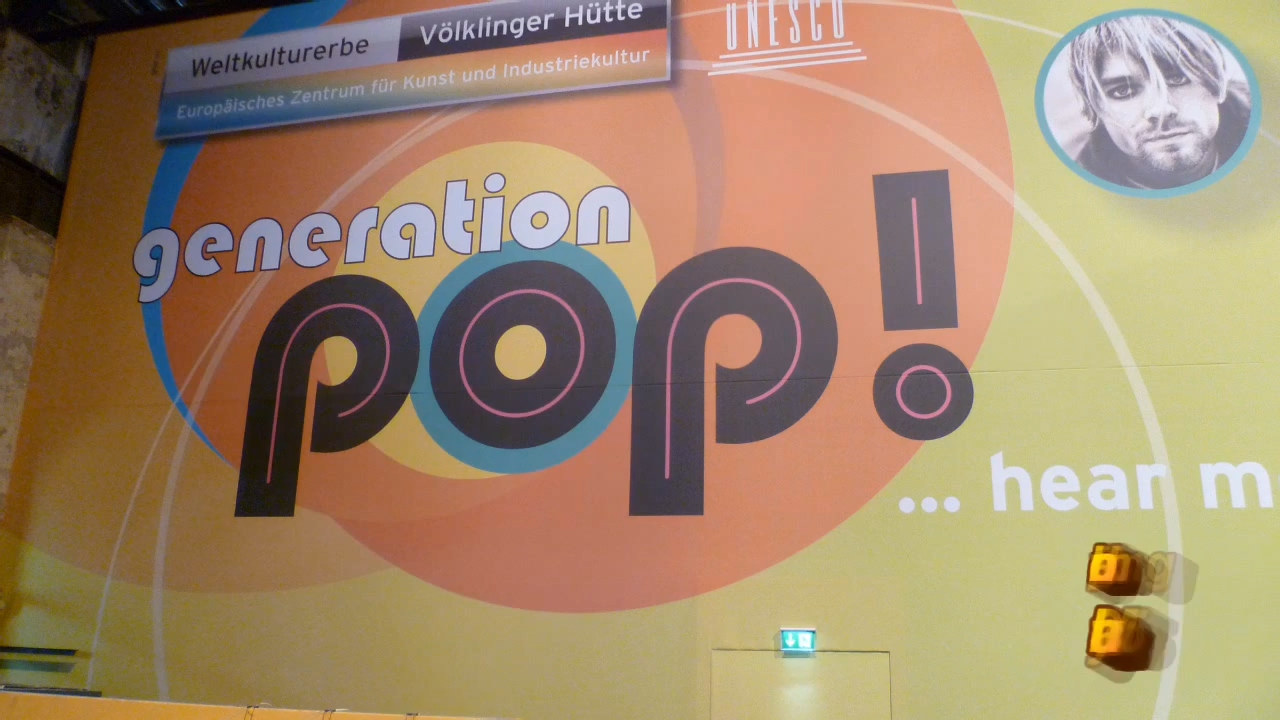 Weltkulturerbe Völklinger Hütte
Europäisches Zentrum für Kunst und Industriekultur
UNESCO
generation
pop!
... hear m